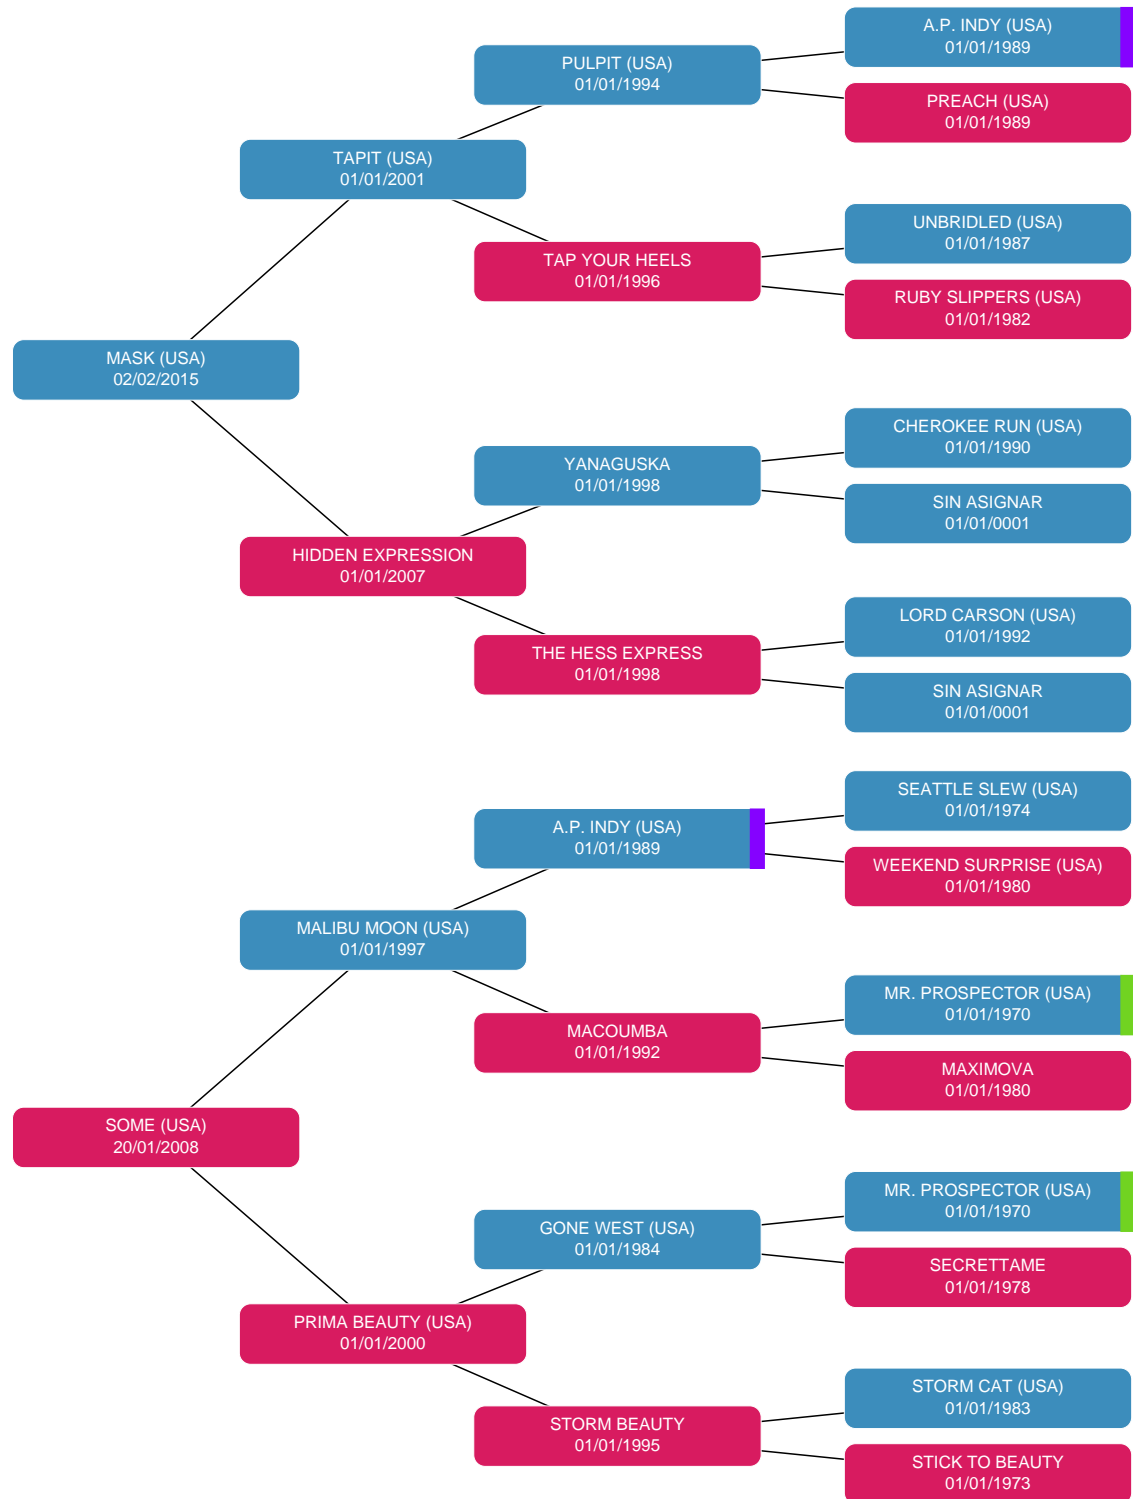 A.P. INDY (USA)
01/01/1989
PULPIT (USA)
01/01/1994
PREACH (USA)
01/01/1989
TAPIT (USA)
01/01/2001
UNBRIDLED (USA)
01/01/1987
TAP YOUR HEELS
01/01/1996
RUBY SLIPPERS (USA)
01/01/1982
MASK (USA)
02/02/2015
CHEROKEE RUN (USA)
01/01/1990
YANAGUSKA
01/01/1998
SIN ASIGNAR
01/01/0001
HIDDEN EXPRESSION
01/01/2007
LORD CARSON (USA)
01/01/1992
THE HESS EXPRESS
01/01/1998
SIN ASIGNAR
01/01/0001
SEATTLE SLEW (USA)
01/01/1974
A.P. INDY (USA)
01/01/1989
WEEKEND SURPRISE (USA)
01/01/1980
MALIBU MOON (USA)
01/01/1997
MR. PROSPECTOR (USA)
01/01/1970
MACOUMBA
01/01/1992
MAXIMOVA
01/01/1980
SOME (USA)
20/01/2008
MR. PROSPECTOR (USA)
01/01/1970
GONE WEST (USA)
01/01/1984
SECRETTAME
01/01/1978
PRIMA BEAUTY (USA)
01/01/2000
STORM CAT (USA)
01/01/1983
STORM BEAUTY
01/01/1995
STICK TO BEAUTY
01/01/1973